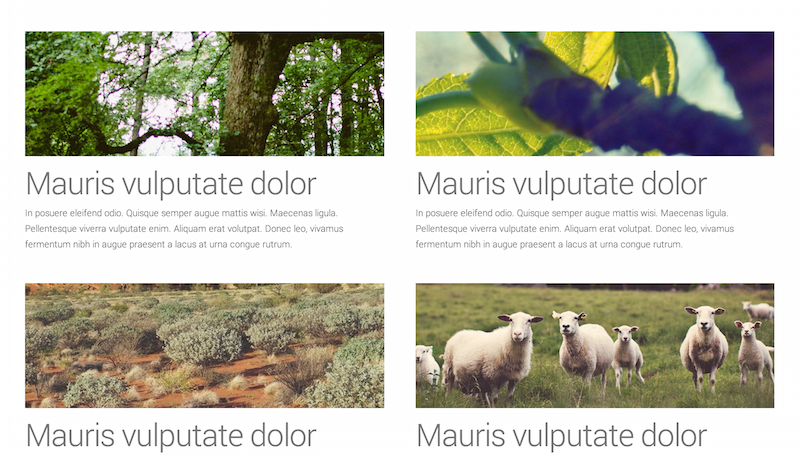 Mauris vulputate dolor
In posuere eleifend odio. Quisque semper augue mattis wisi. Maecenas ligula.
Pellentesque viverra vulputate enim. Aliquam erat volutpat. Donec leo, vivamus
fermentum nibh in augue praesent a lacus at urna congue rutrum.
Mauris vulputate dolor
In posuere eleifend odio. Quisque semper augue mattis wisi. Maecenas ligula.
Pellentesque viverra vulputate enim. Aliquam erat volutpat. Donec leo, vivamus
fermentum nibh in augue praesent a lacus at urna congue rutrum.
Mauris vulputate dolor
Mauris vulputate dolor